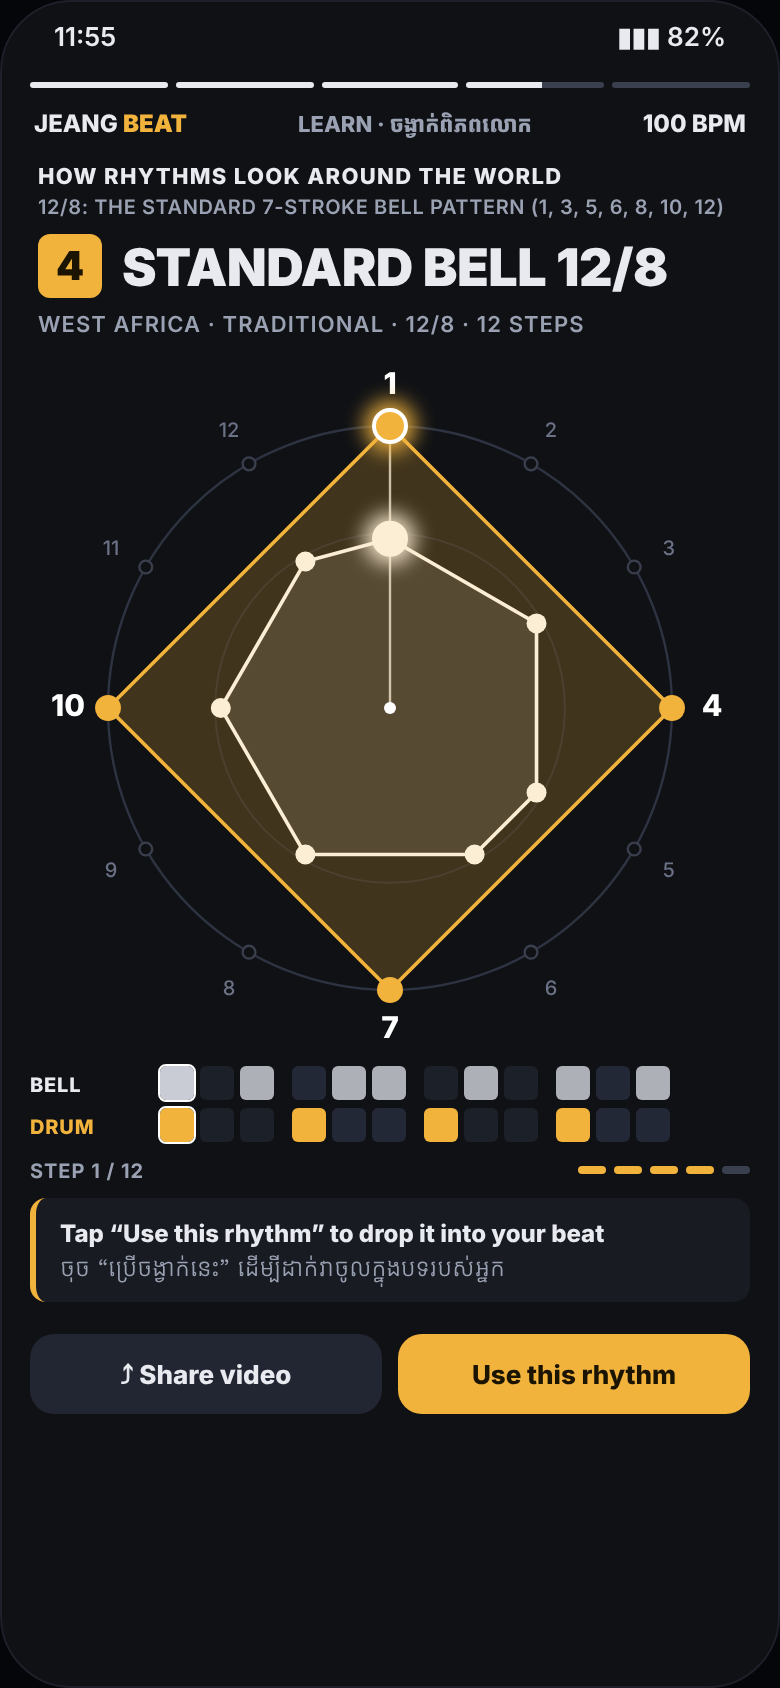 11:55 82%
JEANG BEAT LEARN · ចង្វាក់ពិភពលោក 100 BPM
HOW RHYTHMS LOOK AROUND THE WORLD
12/8: THE STANDARD 7-STROKE BELL PATTERN (1, 3, 5, 6, 8, 10, 12)
4 STANDARD BELL 12/8
WEST AFRICA · TRADITIONAL · 12/8 · 12 STEPS
1
12 2
11 3
10 4
9 5
8 6
7
BELL
DRUM
STEP 1 / 12
Tap “Use this rhythm” to drop it into your beat
ចុច “ប្រើចង្វាក់នេះ” ដើម្បីដាក់វាចូលក្នុងបទរបស់អ្នក
⤴ Share video Use this rhythm